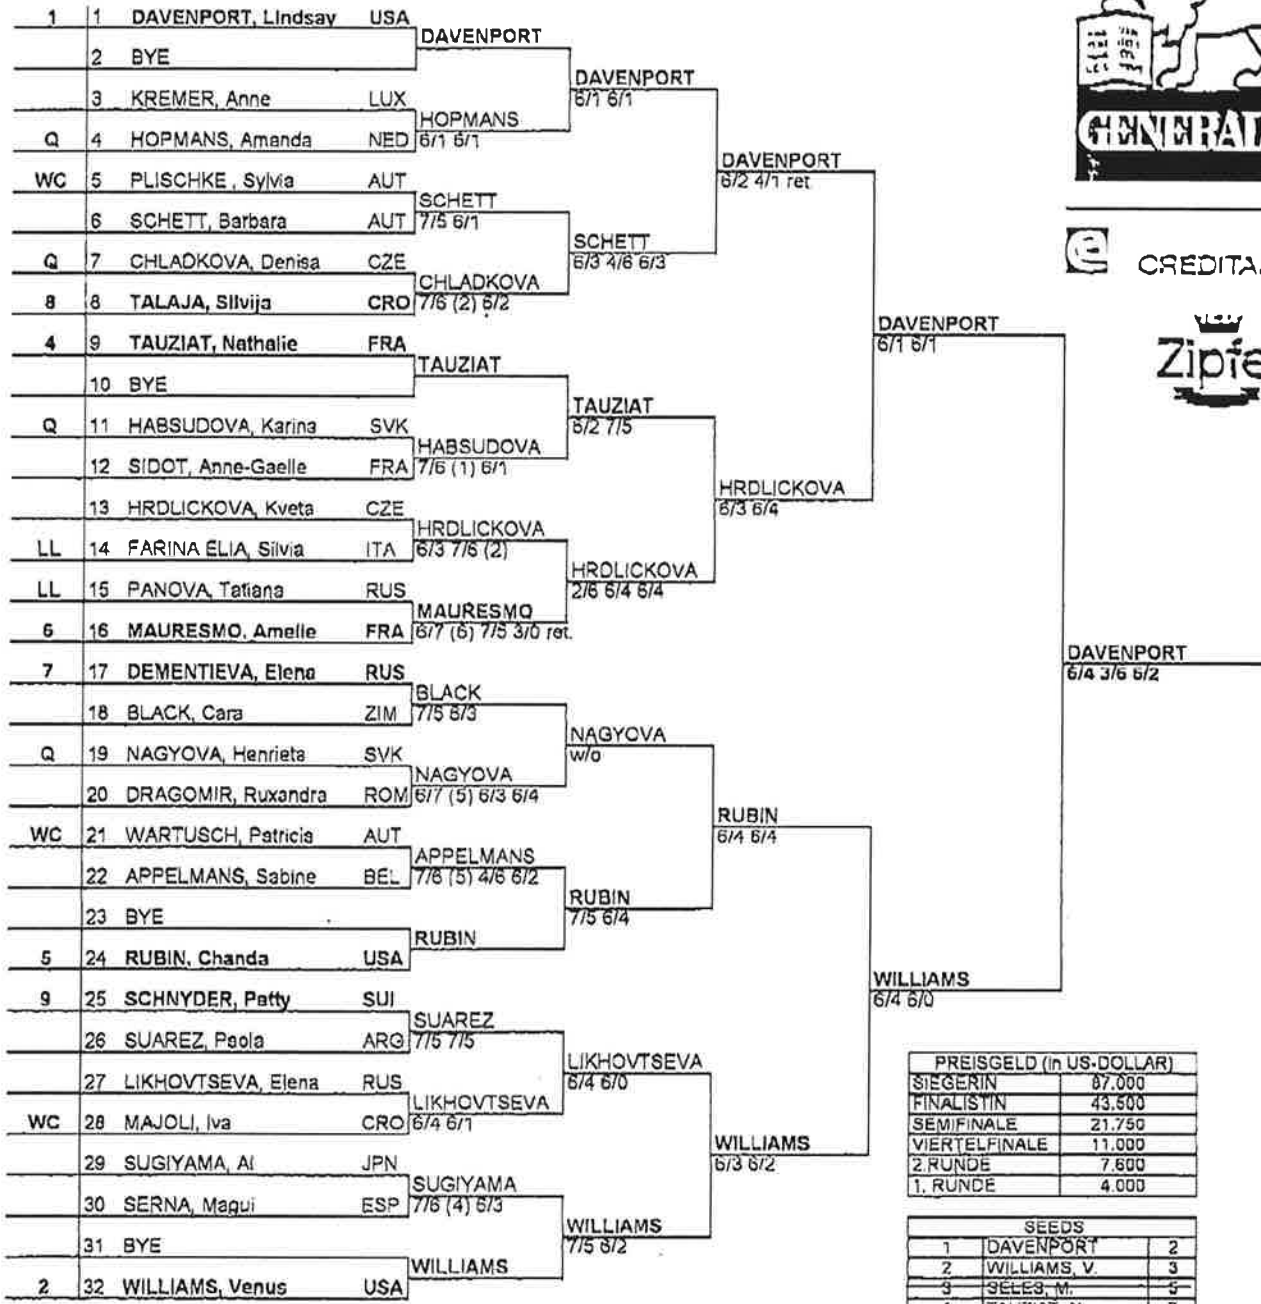 1 1 DAVENPORT, Lindsay USA
2 BYE
3 KREMER, Anne LUX
Q 4 HOPMANS, Amanda NED
WC 5 PLISCHKE, Sylvia AUT
6 SCHETT, Barbara AUT
Q 7 CHLADKOVA, Denisa CZE
8 8 TALAJA, Silvija CRO
4 9 TAUZIAT, Nathalie FRA
10 BYE
Q 11 HABSUDOVA, Karina SVK
12 SIDOT, Anne-Gaelle FRA
13 HRDLICKOVA, Kveta CZE
LL 14 FARINA ELIA, Silvia ITA
LL 15 PANOVA, Tatiana RUS
6 16 MAURESMO, Amelie FRA
7 17 DEMENTIEVA, Elena RUS
18 BLACK, Cara ZIM
Q 19 NAGYOVA, Henrieta SVK
20 DRAGOMIR, Ruxandra ROM
WC 21 WARTUSCH, Patricia AUT
22 APPELMANS, Sabine BEL
23 BYE
5 24 RUBIN, Chanda USA
9 25 SCHNYDER, Patty SUI
26 SUAREZ, Paola ARG
27 LIKHOVTSEVA, Elena RUS
WC 28 MAJOLI, Iva CRO
29 SUGIYAMA, Ai JPN
30 SERNA, Magui ESP
31 BYE
2 32 WILLIAMS, Venus USA
DAVENPORT
HOPMANS
6/1 6/1
SCHETT
7/5 6/1
CHLADKOVA
7/6 (2) 6/2
TAUZIAT
HABSUDOVA
7/6 (1) 6/1
HRDLICKOVA
6/3 7/6 (2)
MAURESMO
6/7 (6) 7/5 3/0 ret.
BLACK
7/5 6/3
NAGYOVA
6/7 (5) 6/3 6/4
APPELMANS
7/6 (5) 4/6 6/2
RUBIN
SUAREZ
7/5 7/5
LIKHOVTSEVA
6/4 6/1
SUGIYAMA
7/6 (4) 6/3
WILLIAMS
DAVENPORT
6/1 6/1
SCHETT
6/3 4/6 6/3
TAUZIAT
6/2 7/5
HRDLICKOVA
2/6 6/4 6/4
NAGYOVA
w/o
RUBIN
7/5 6/4
LIKHOVTSEVA
6/4 6/0
WILLIAMS
7/5 6/2
DAVENPORT
6/2 4/1 ret
HRDLICKOVA
6/3 6/4
RUBIN
6/4 6/4
WILLIAMS
6/3 6/2
DAVENPORT
6/1 6/1
WILLIAMS
6/4 6/0
DAVENPORT
6/4 3/6 6/2
GENERAL
CREDITA
Zipfe
PREISGELD (in US-DOLLAR)
SIEGERIN 87.000
FINALISTIN 43.500
SEMIFINALE 21.750
VIERTELFINALE 11.000
2.RUNDE 7.600
1. RUNDE 4.000
SEEDS
1 DAVENPORT 2
2 WILLIAMS, V. 3
3 SELES, M. 5